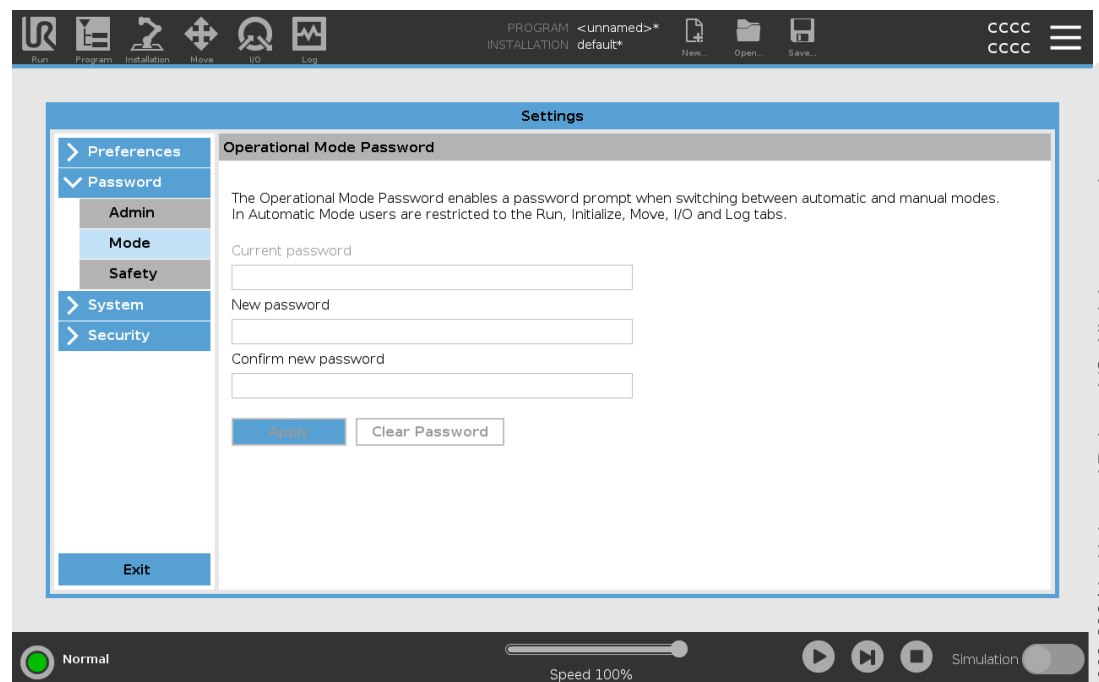 PROGRAM <unnamed>*
INSTALLATION default*
CCCC
CCCC
Run Program Installation Move I/O Log New... Open... Save...
Settings
Preferences
Password
Admin
Mode
Safety
System
Security
Exit
Operational Mode Password
The Operational Mode Password enables a password prompt when switching between automatic and manual modes.
In Automatic Mode users are restricted to the Run, Initialize, Move, I/O and Log tabs.
Current password
New password
Confirm new password
Apply Clear Password
Normal
Speed 100%
Simulation